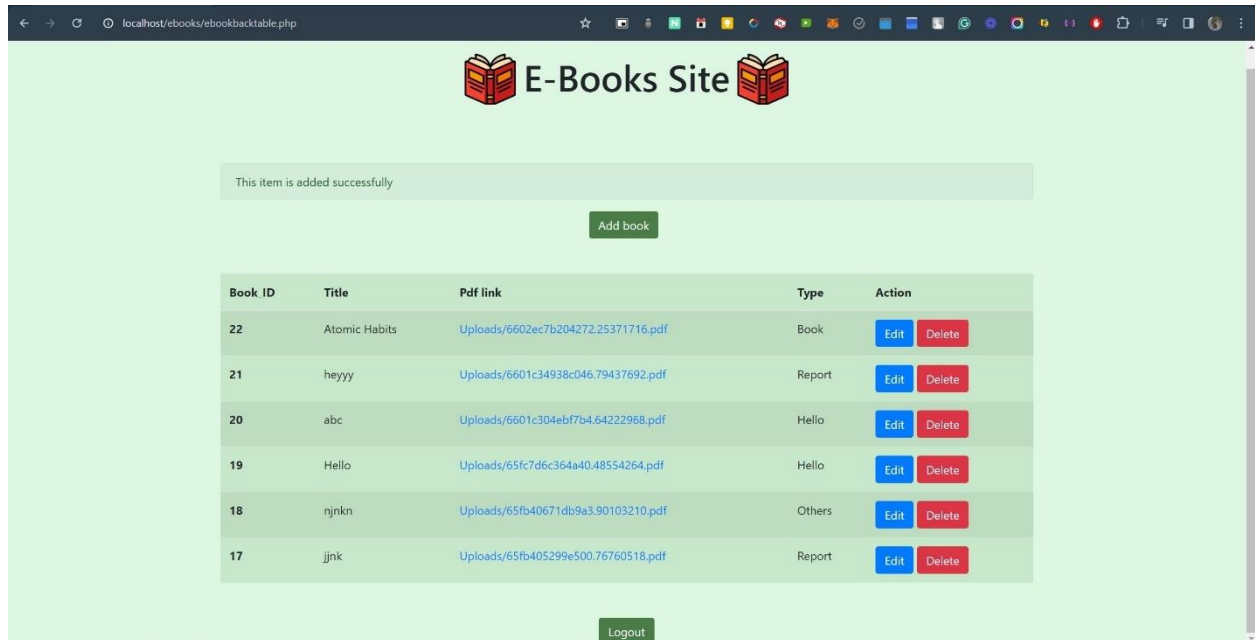 localhost/ebooks/ebookbacktable.php
E-Books Site
This item is added successfully
Add book
Book_ID Title Pdf link Type Action
22 Atomic Habits Uploads/6602ec7b204272.25371716.pdf Book Edit Delete
21 heyyy Uploads/6601c34938c046.79437692.pdf Report Edit Delete
20 abc Uploads/6601c304ebf7b4.64222968.pdf Hello Edit Delete
19 Hello Uploads/65fc7d6c364a40.48554264.pdf Hello Edit Delete
18 njnkn Uploads/65fb40671db9a3.90103210.pdf Others Edit Delete
17 jjnk Uploads/65fb405299e500.76760518.pdf Report Edit Delete
Logout